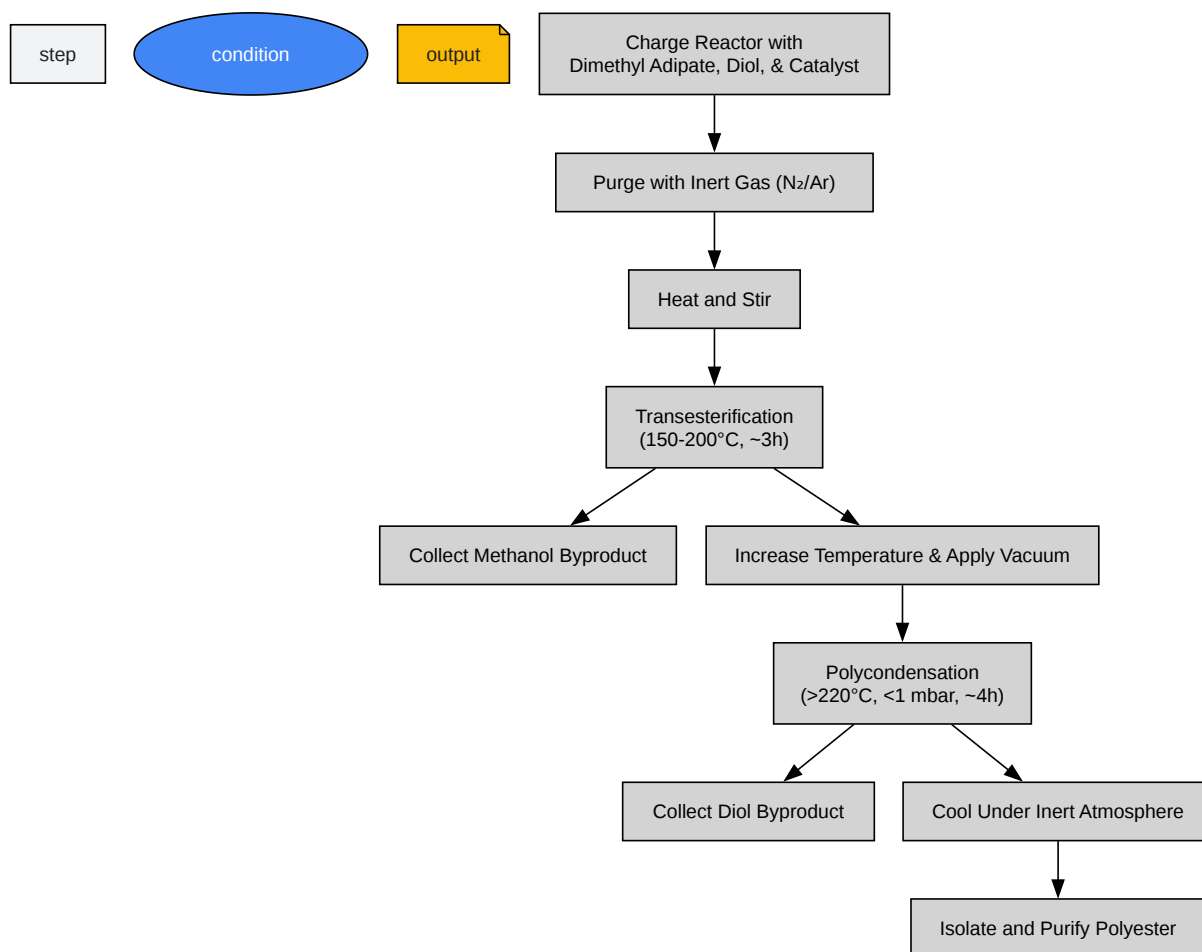 step
condition
output
Charge Reactor with
Dimethyl Adipate, Diol, & Catalyst
Purge with Inert Gas (N₂/Ar)
Heat and Stir
Transesterification
(150-200°C, ~3h)
Collect Methanol Byproduct
Increase Temperature & Apply Vacuum
Polycondensation
(>220°C, <1 mbar, ~4h)
Collect Diol Byproduct
Cool Under Inert Atmosphere
Isolate and Purify Polyester